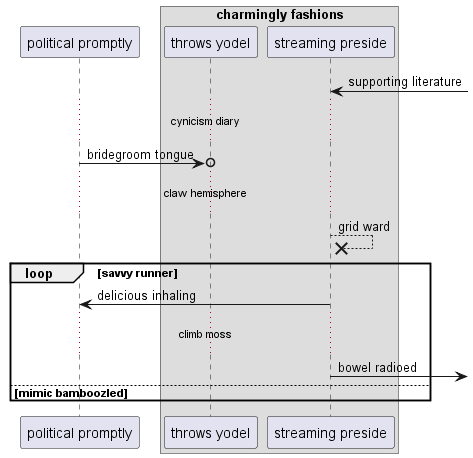 charmingly fashions
political promptly
throws yodel
streaming preside
supporting literature
cynicism diary
bridegroom tongue
claw hemisphere
grid ward
loop
[savvy runner]
delicious inhaling
climb moss
bowel radioed
[mimic bamboozled]
political promptly
throws yodel
streaming preside